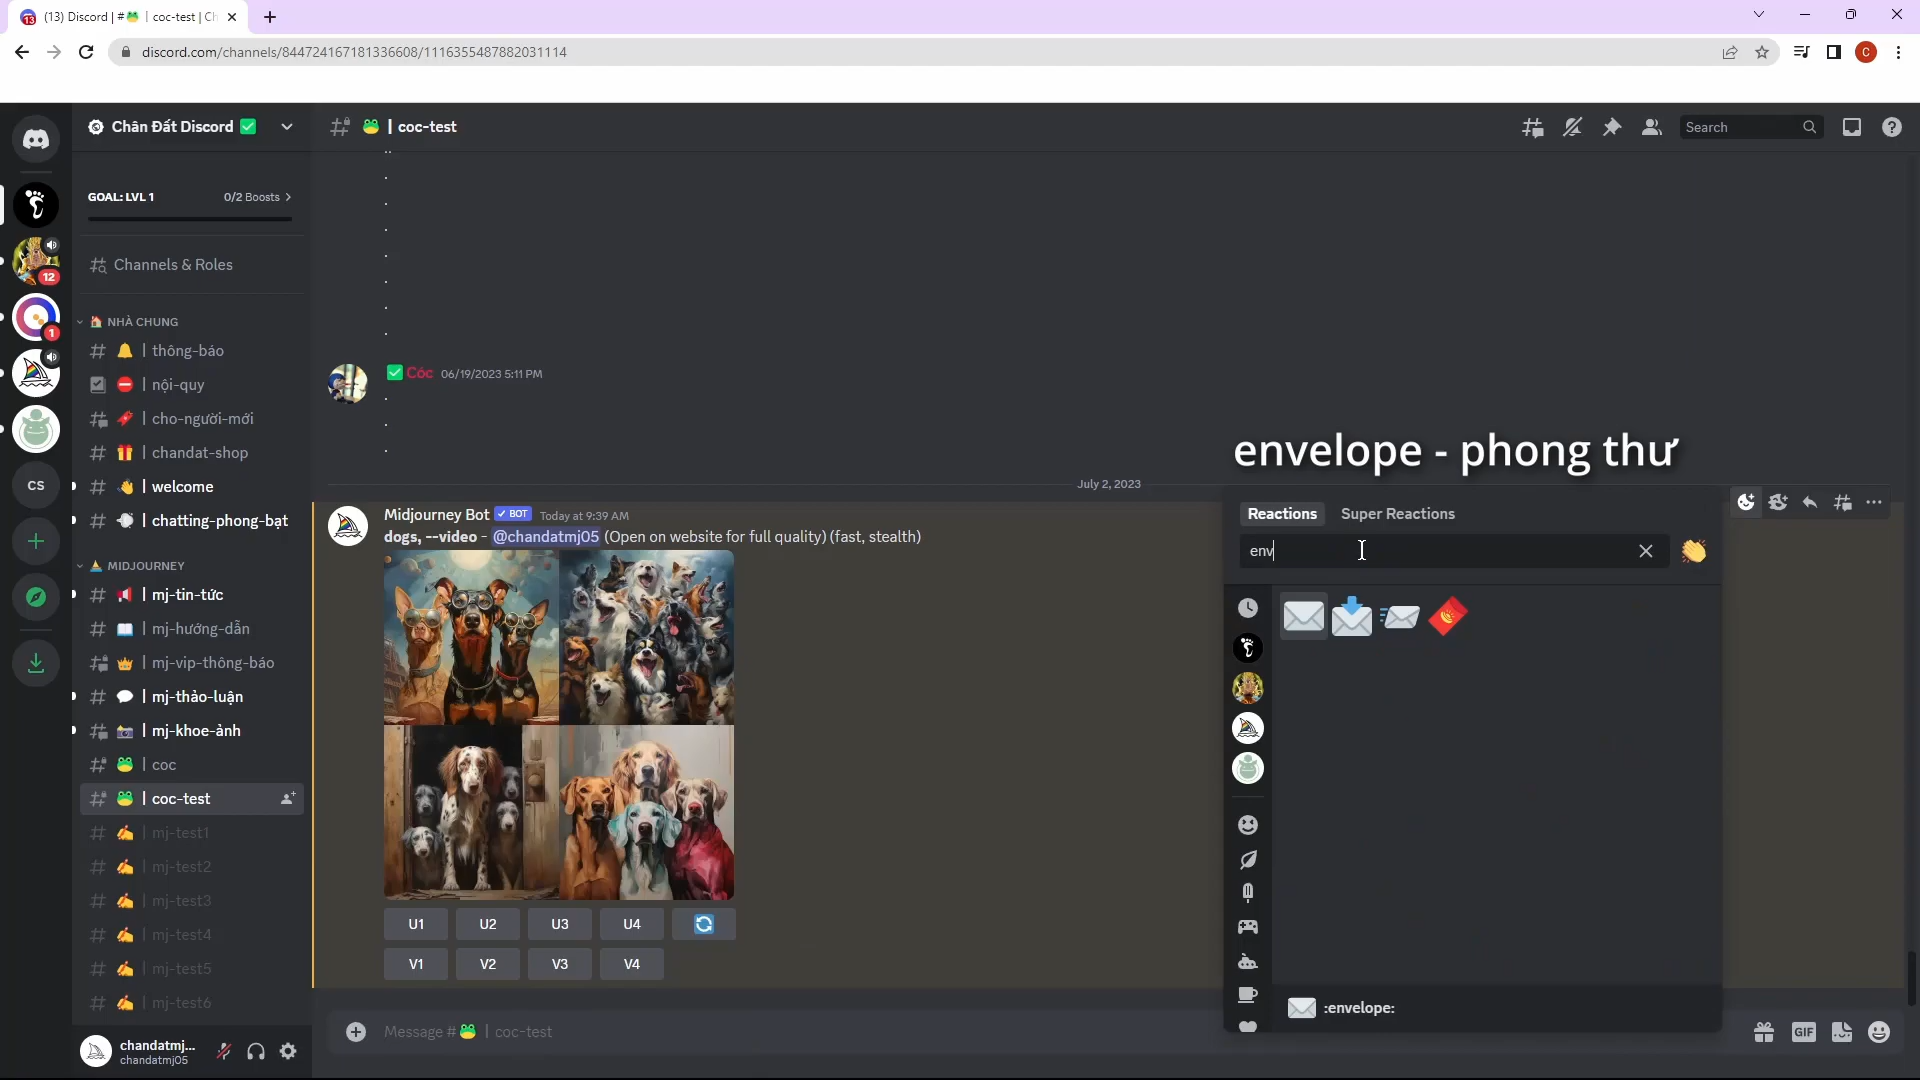 (13) Discord | #🐸 | coc-test | Ch
discord.com/channels/844724167181336608/1116355487882031114
C
Chân Đất Discord
🐸 | coc-test
Search
GOAL: LVL 1
0/2 Boosts >
Channels & Roles
NHÀ CHUNG
| thông-báo
| nội-quy
| cho-người-mới
| chandat-shop
| welcome
| chatting-phong-bạt
MIDJOURNEY
| mj-tin-tức
| mj-hướng-dẫn
| mj-vip-thông-báo
| mj-thảo-luận
| mj-khoe-ảnh
| coc
| coc-test
| mj-test1
| mj-test2
| mj-test3
| mj-test4
| mj-test5
| mj-test6
12
1
CS
chandatmj...
chandatmj05
Cóc 06/19/2023 5:11 PM
July 2, 2023
Midjourney Bot ✓ BOT Today at 9:39 AM
dogs, --video - @chandatmj05 (Open on website for full quality) (fast, stealth)
U1 U2 U3 U4
V1 V2 V3 V4
Message #🐸 | coc-test
envelope - phong thư
Reactions Super Reactions
env
:envelope:
GIF